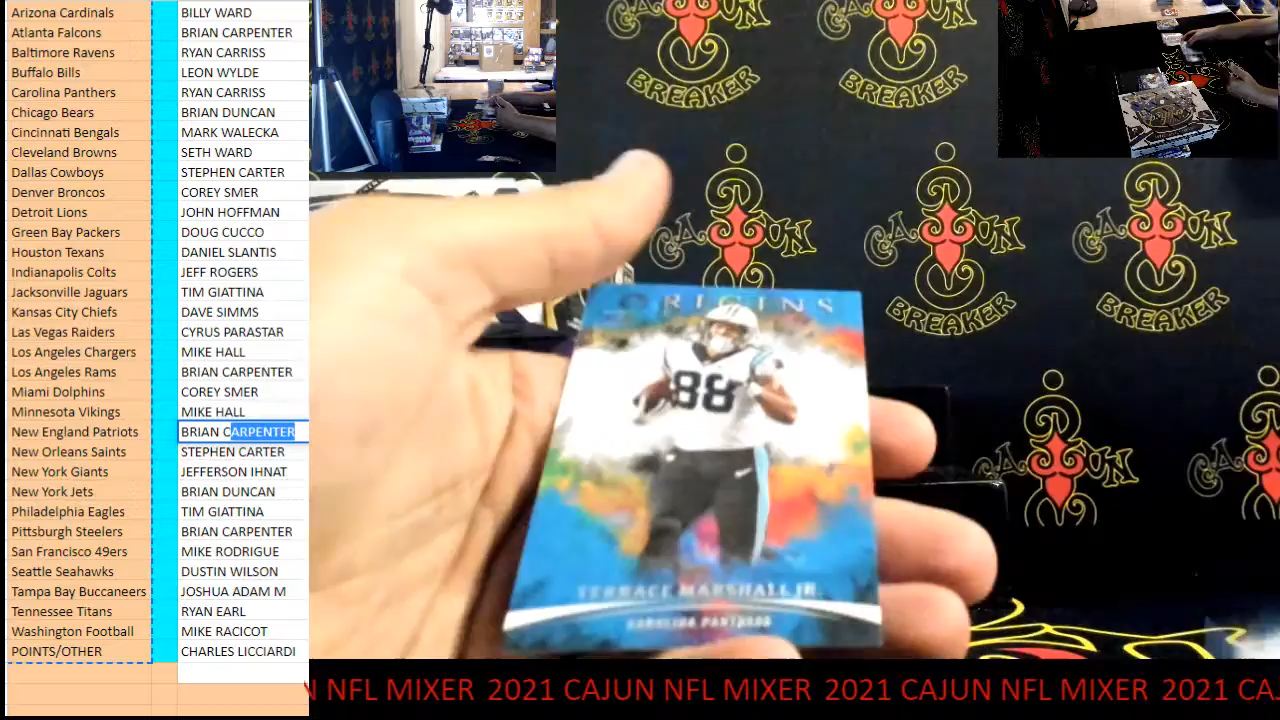 Arizona Cardinals BILLY WARD
Atlanta Falcons BRIAN CARPENTER
Baltimore Ravens RYAN CARRISS
Buffalo Bills LEON WYLDE
Carolina Panthers RYAN CARRISS
Chicago Bears BRIAN DUNCAN
Cincinnati Bengals MARK WALECKA
Cleveland Browns SETH WARD
Dallas Cowboys STEPHEN CARTER
Denver Broncos COREY SMER
Detroit Lions JOHN HOFFMAN
Green Bay Packers DOUG CUCCO
Houston Texans DANIEL SLANTIS
Indianapolis Colts JEFF ROGERS
Jacksonville Jaguars TIM GIATTINA
Kansas City Chiefs DAVE SIMMS
Las Vegas Raiders CYRUS PARASTAR
Los Angeles Chargers MIKE HALL
Los Angeles Rams BRIAN CARPENTER
Miami Dolphins COREY SMER
Minnesota Vikings MIKE HALL
New England Patriots BRIAN CARPENTER
New Orleans Saints STEPHEN CARTER
New York Giants JEFFERSON IHNAT
New York Jets BRIAN DUNCAN
Philadelphia Eagles TIM GIATTINA
Pittsburgh Steelers BRIAN CARPENTER
San Francisco 49ers MIKE RODRIGUE
Seattle Seahawks DUSTIN WILSON
Tampa Bay Buccaneers JOSHUA ADAM M
Tennessee Titans RYAN EARL
Washington Football MIKE RACICOT
POINTS/OTHER CHARLES LICCIARDI
BREAKER
BREAKER
CAJUN
CAJUN
BREAKER
CAJUN
BREAKER
CAJUN
BREAKER
ORIGINS
88
TERRACE MARSHALL JR.
CAROLINA PANTHERS
N NFL MIXER 2021 CAJUN NFL MIXER 2021 CAJUN NFL MIXER 2021 CA